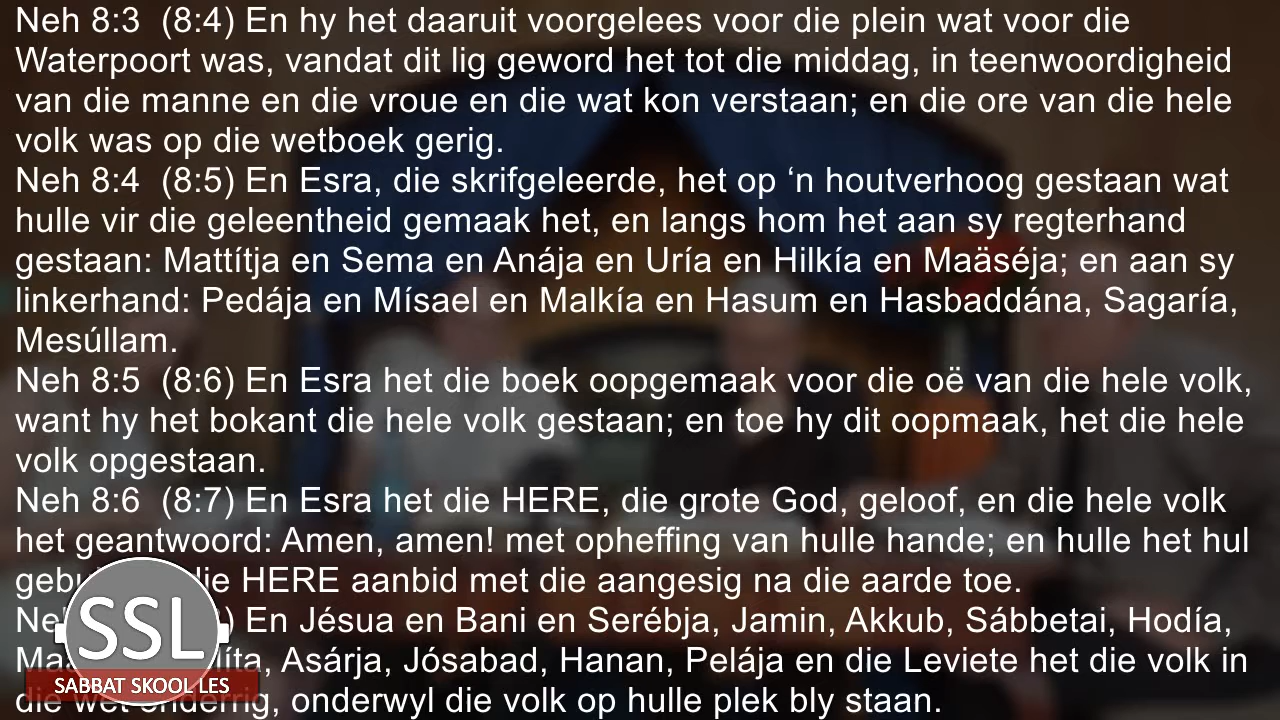 Neh 8:3 (8:4) En hy het daaruit voorgelees voor die plein wat voor die
Waterpoort was, vandat dit lig geword het tot die middag, in teenwoordigheid
van die manne en die vroue en die wat kon verstaan; en die ore van die hele
volk was op die wetboek gerig.
Neh 8:4 (8:5) En Esra, die skrifgeleerde, het op ‘n houtverhoog gestaan wat
hulle vir die geleentheid gemaak het, en langs hom het aan sy regterhand
gestaan: Mattítja en Sema en Anája en Uría en Hilkía en Maäsėja; en aan sy
linkerhand: Pedája en Mísael en Malkía en Hasum en Hasbaddána, Sagaría,
Mesúllam.
Neh 8:5 (8:6) En Esra het die boek oopgemaak voor die oë van die hele volk,
want hy het bokant die hele volk gestaan; en toe hy dit oopmaak, het die hele
volk opgestaan.
Neh 8:6 (8:7) En Esra het die HERE, die grote God, geloof, en die hele volk
het geantwoord: Amen, amen! met opheffing van hulle hande; en hulle het hul
die HERE aanbid met die aangesig na die aarde toe.
En Jésua en Bani en Serébja, Jamin, Akkub, Sábbetai, Hodía,
Asárja, Jósabad, Hanan, Pelája en die Leviete het die volk in
die wet onderrig, onderwyl die volk op hulle plek bly staan.
SSL
SABBAT SKOOL LES